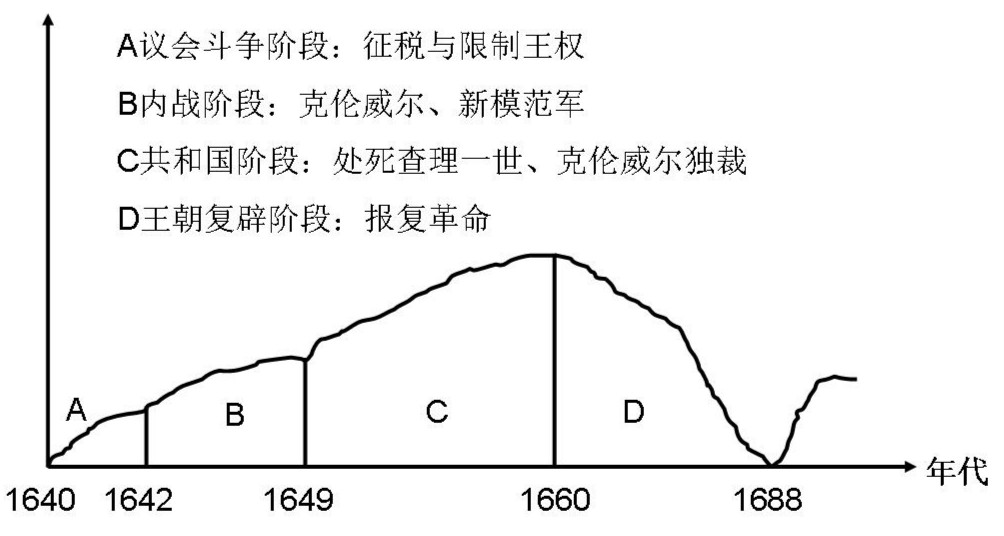 A议会斗争阶段：征税与限制王权
B内战阶段：克伦威尔、新模范军
C共和国阶段：处死查理一世、克伦威尔独裁
D王朝复辟阶段：报复革命
A
B
C
D
年代
1640
1642
1649
1660
1688